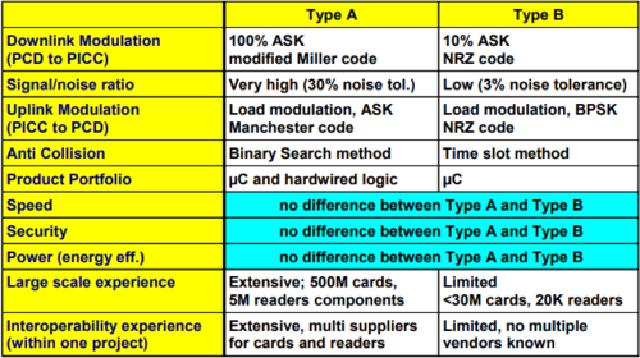 Type A Type B
Downlink Modulation 100% ASK 10% ASK
(PCD to PICC) modified Miller code NRZ code
Signal/noise ratio Very high (30% noise tol.) Low (3% noise tolerance)
Uplink Modulation Load modulation, ASK Load modulation, BPSK
(PICC to PCD) Manchester code NRZ code
Anti Collision Binary Search method Time slot method
Product Portfolio µC and hardwired logic µC
Speed no difference between Type A and Type B
Security no difference between Type A and Type B
Power (energy eff.) no difference between Type A and Type B
Large scale experience Extensive; 500M cards, Limited
5M readers components <30M cards, 20K readers
Interoperability experience Extensive, multi suppliers Limited, no multiple
(within one project) for cards and readers vendors known